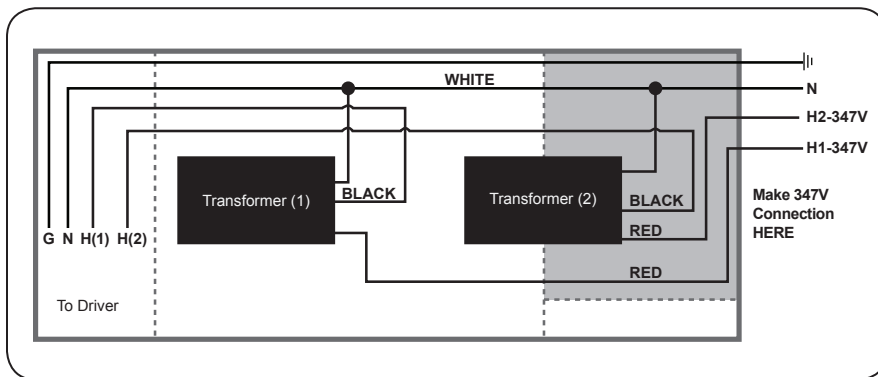 WHITE
N
H2-347V
H1-347V
Transformer (1)
BLACK
Transformer (2)
BLACK
RED
RED
Make 347V
Connection
HERE
G N H(1) H(2)
To Driver